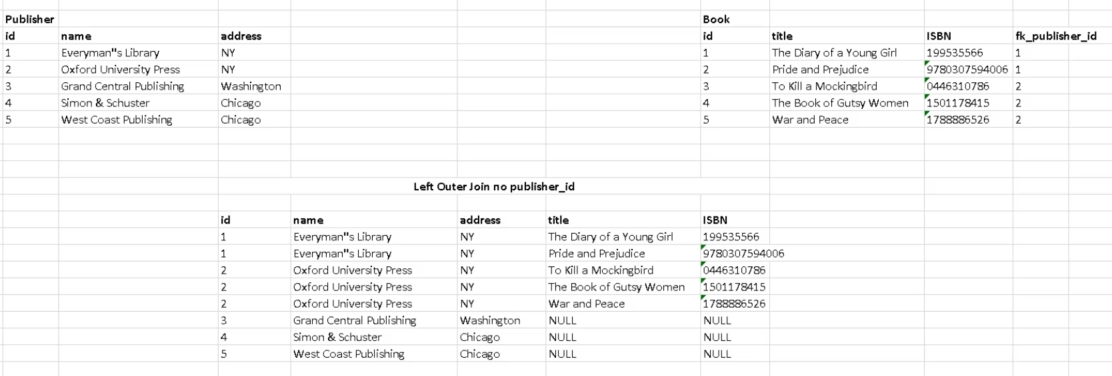 Publisher Book
id name address id title ISBN fk_publisher_id
1 Everyman"s Library NY 1 The Diary of a Young Girl 199535566 1
2 Oxford University Press NY 2 Pride and Prejudice 9780307594006 1
3 Grand Central Publishing Washington 3 To Kill a Mockingbird 0446310786 2
4 Simon & Schuster Chicago 4 The Book of Gutsy Women 1501178415 2
5 West Coast Publishing Chicago 5 War and Peace 1788886526 2
Left Outer Join no publisher_id
id name address title ISBN
1 Everyman"s Library NY The Diary of a Young Girl 199535566
1 Everyman"s Library NY Pride and Prejudice 9780307594006
2 Oxford University Press NY To Kill a Mockingbird 0446310786
2 Oxford University Press NY The Book of Gutsy Women 1501178415
2 Oxford University Press NY War and Peace 1788886526
3 Grand Central Publishing Washington NULL NULL
4 Simon & Schuster Chicago NULL NULL
5 West Coast Publishing Chicago NULL NULL